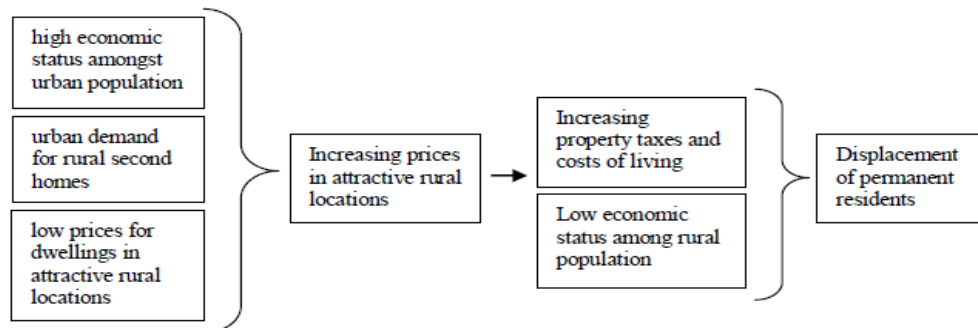 high economic
status amongst
urban population
urban demand
for rural second
homes
low prices for
dwellings in
attractive rural
locations
Increasing prices
in attractive rural
locations
Increasing
property taxes and
costs of living
Low economic
status among rural
population
Displacement
of permanent
residents